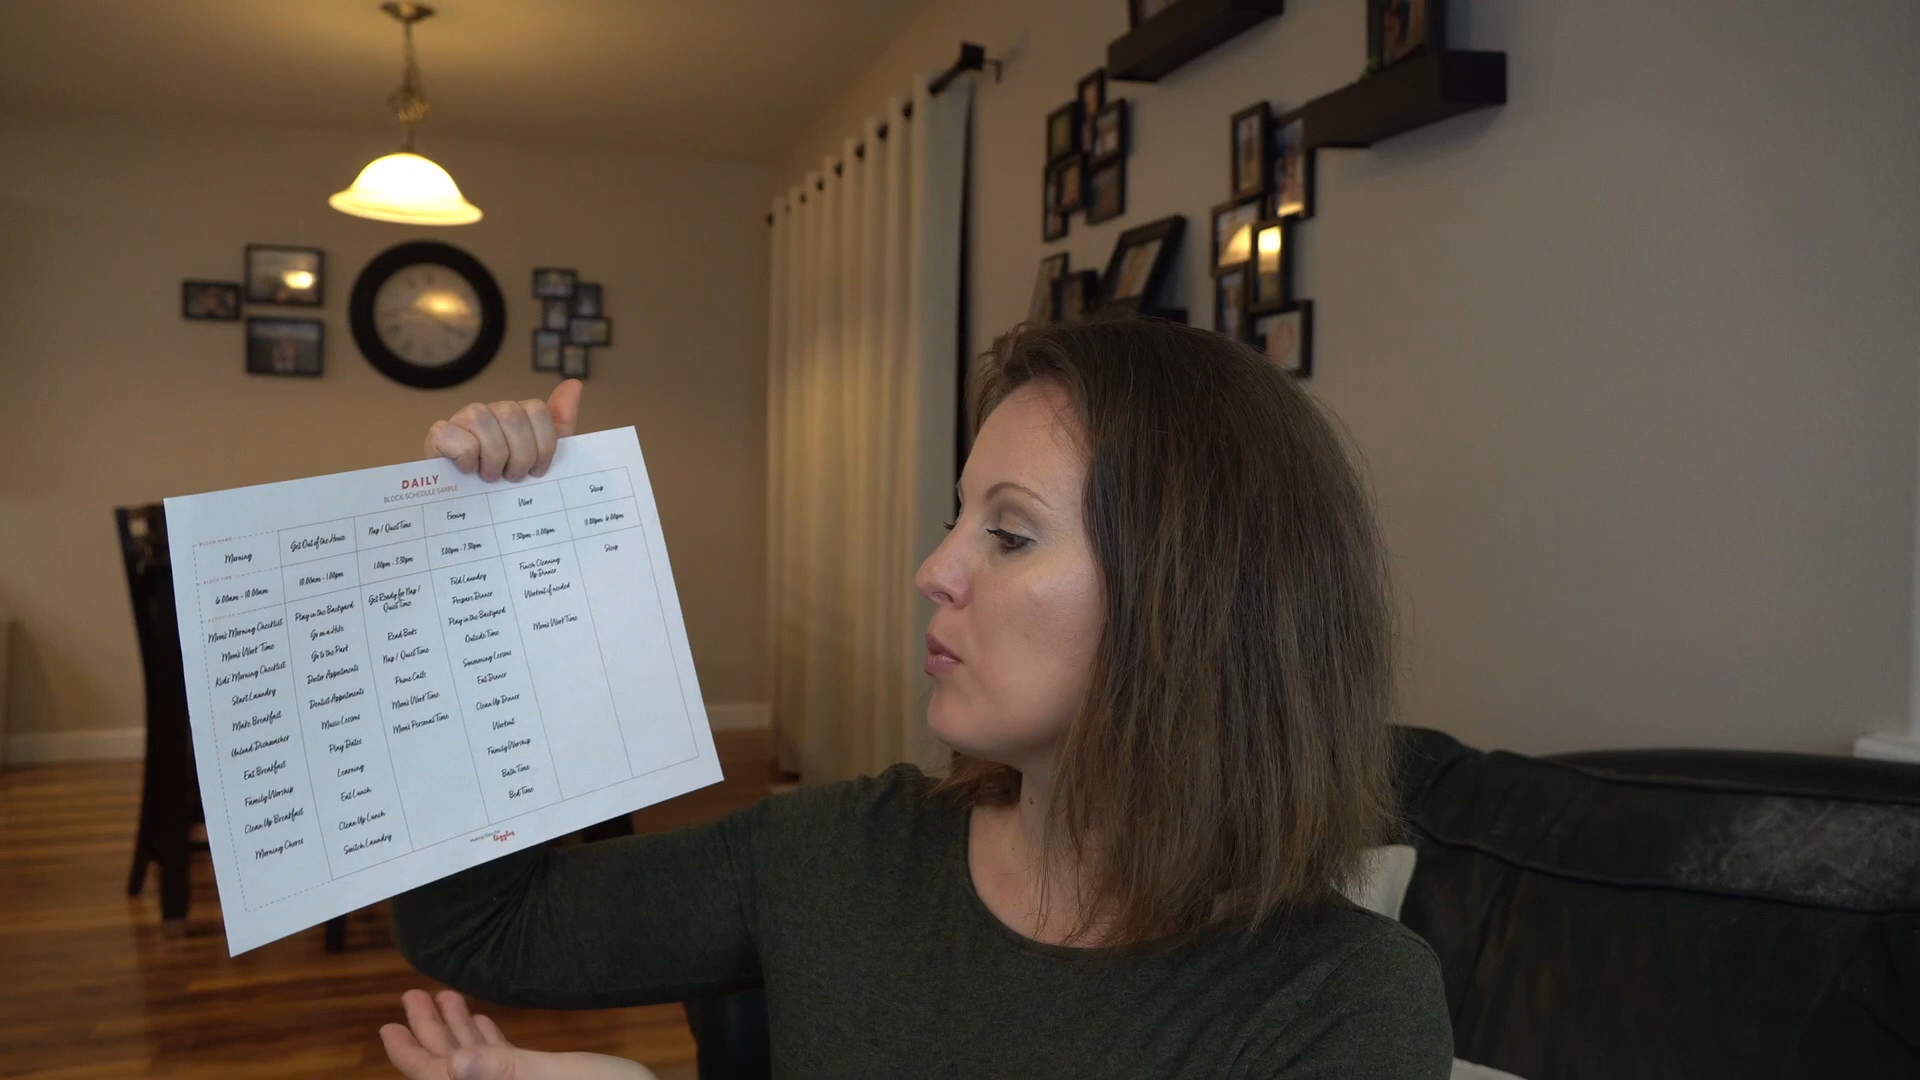 DAILY
BLOCK SCHEDULE SAMPLE
BLOCK NAME
Morning
Get Out of the House
Nap / Quiet Time
Evening
Work
Sleep
BLOCK TIME
6:00am - 10:00am
10:00am - 1:00pm
1:00pm - 3:30pm
3:00pm - 7:30pm
7:30pm - 11:00pm
11:00pm - 6:00am
ACTIVITIES
Mom's Morning Checklist
Mom's Work Time
Kids' Morning Checklist
Start Laundry
Make Breakfast
Unload Dishwasher
Eat Breakfast
Family Worship
Clean Up Breakfast
Morning Chores
Play in the Backyard
Go on a Hike
Go to the Park
Doctor Appointments
Dentist Appointments
Music Lessons
Play Dates
Learning
Eat Lunch
Clean Up Lunch
Switch Laundry
Get Ready for Nap /
Quiet Time
Read Books
Nap / Quiet Time
Phone Calls
Mom's Work Time
Mom's Personal Time
Fold Laundry
Prepare Dinner
Play in the Backyard
Outside Time
Swimming Lessons
Eat Dinner
Clean Up Dinner
Workout
Family Worship
Bath Time
Bed Time
Finish Cleaning
Up Dinner
Workout if needed
Mom's Work Time
Sleep